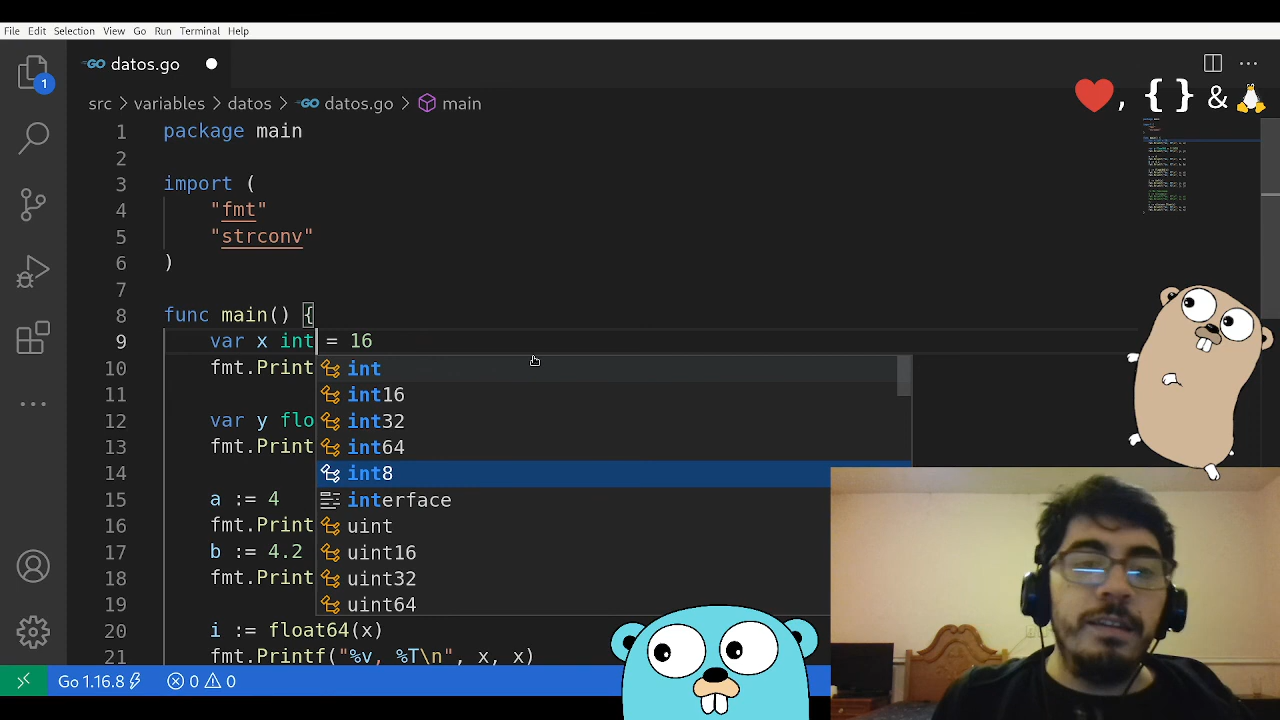 File Edit Selection View Go Run Terminal Help
GO datos.go
src > variables > datos > GO datos.go > main
1
, { } &
1 package main
2
3 import (
4 "fmt"
5 "strconv"
6 )
7
8 func main() {
9 var x int = 16
10 fmt.Print
int
11
int16
12 var y flo
int32
13 fmt.Print
int64
14
int8
15 a := 4
interface
16 fmt.Print
uint
17 b := 4.2
uint16
18 fmt.Print
uint32
19
uint64
20 i := float64(x)
21 fmt.Printf("%v, %T\n", x, x)
Go 1.16.8 0 0